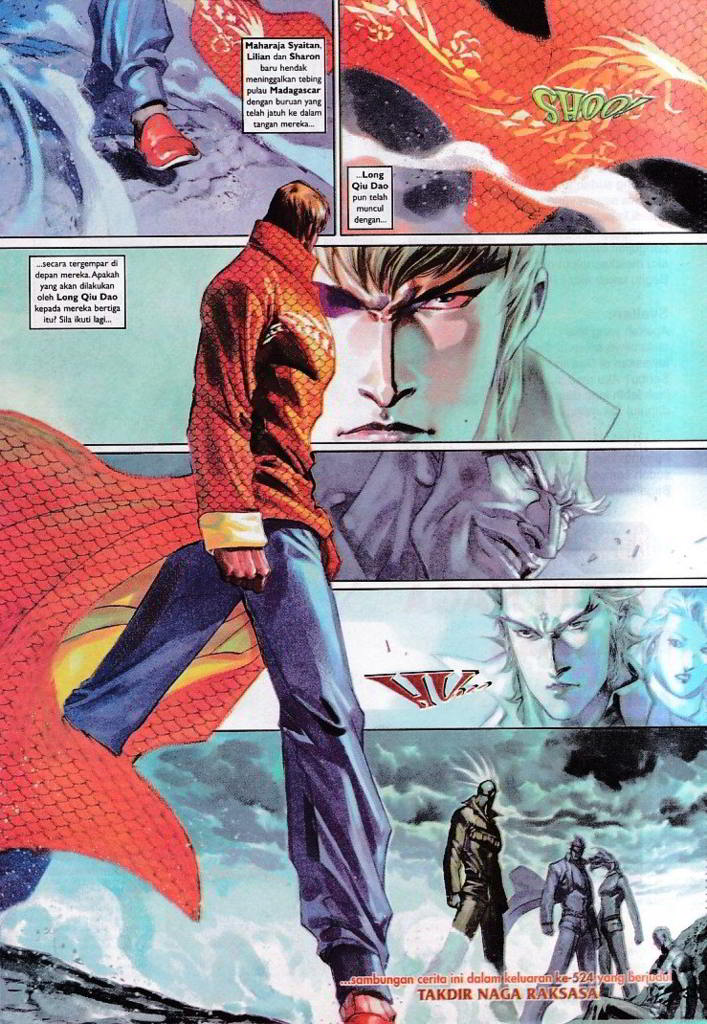 Maharaja Syaitan,
Lilian dan Sharon
baru hendak
meninggalkan tebing
pulau Madagascar
dengan buruan yang
telah jatuh ke dalam
tangan mereka...
SHOO!
...Long
Qiu Dao
pun telah
muncul
dengan...
...secara tergempar di
depan mereka. Apakah
yang akan dilakukan
oleh Long Qiu Dao
kepada mereka bertiga
itu? Sila ikuti lagi...
...sambungan cerita ini dalam keluaran ke-524 yang berjudul
TAKDIR NAGA RAKSASA